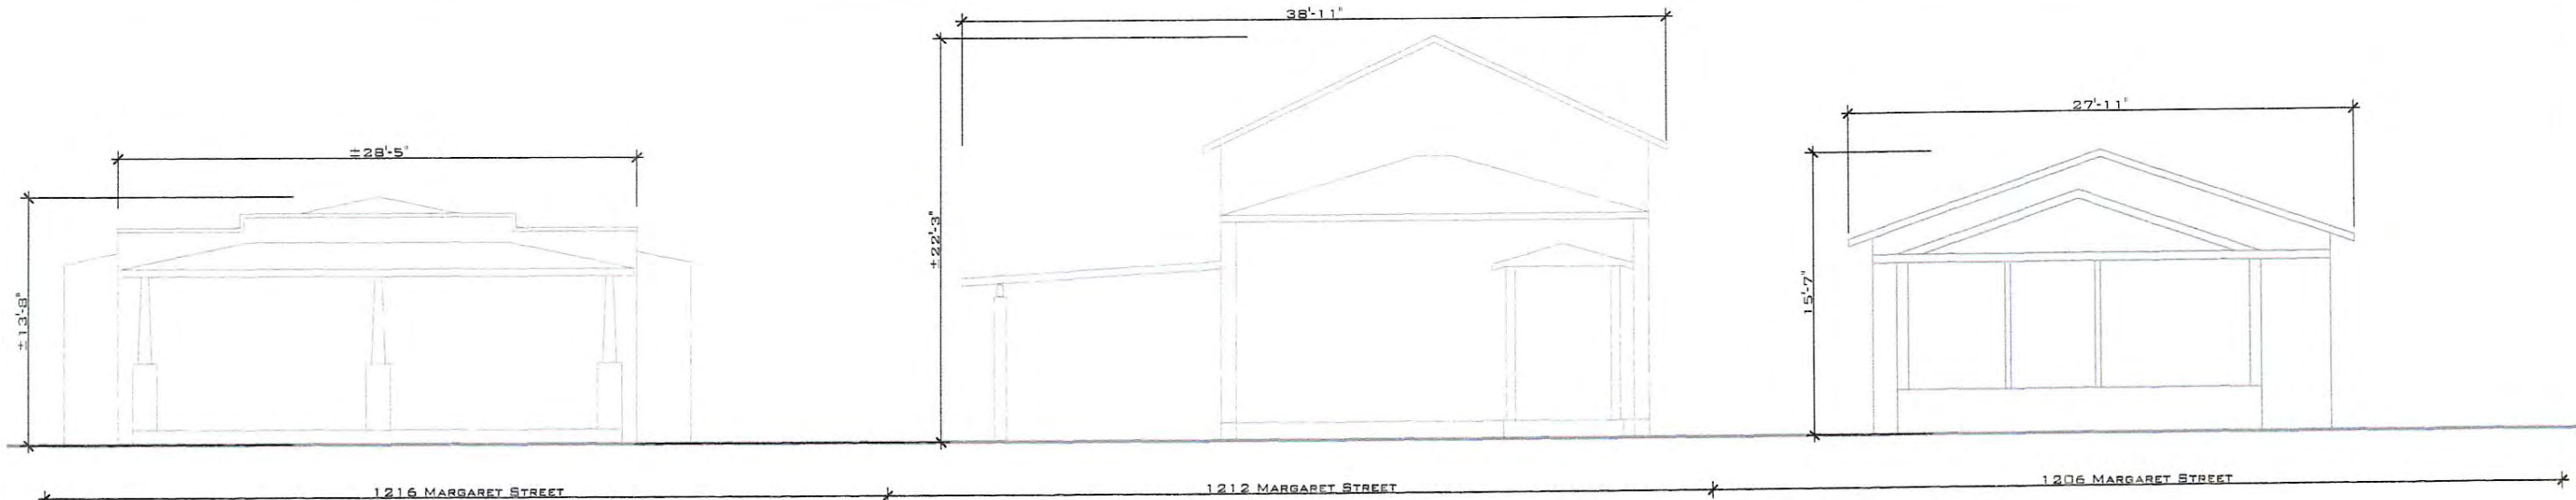 38'-11"
27'-11"
±28'-5"
±13'-8"
±22'-3"
15'-7"
1216 MARGARET STREET
1212 MARGARET STREET
1206 MARGARET STREET